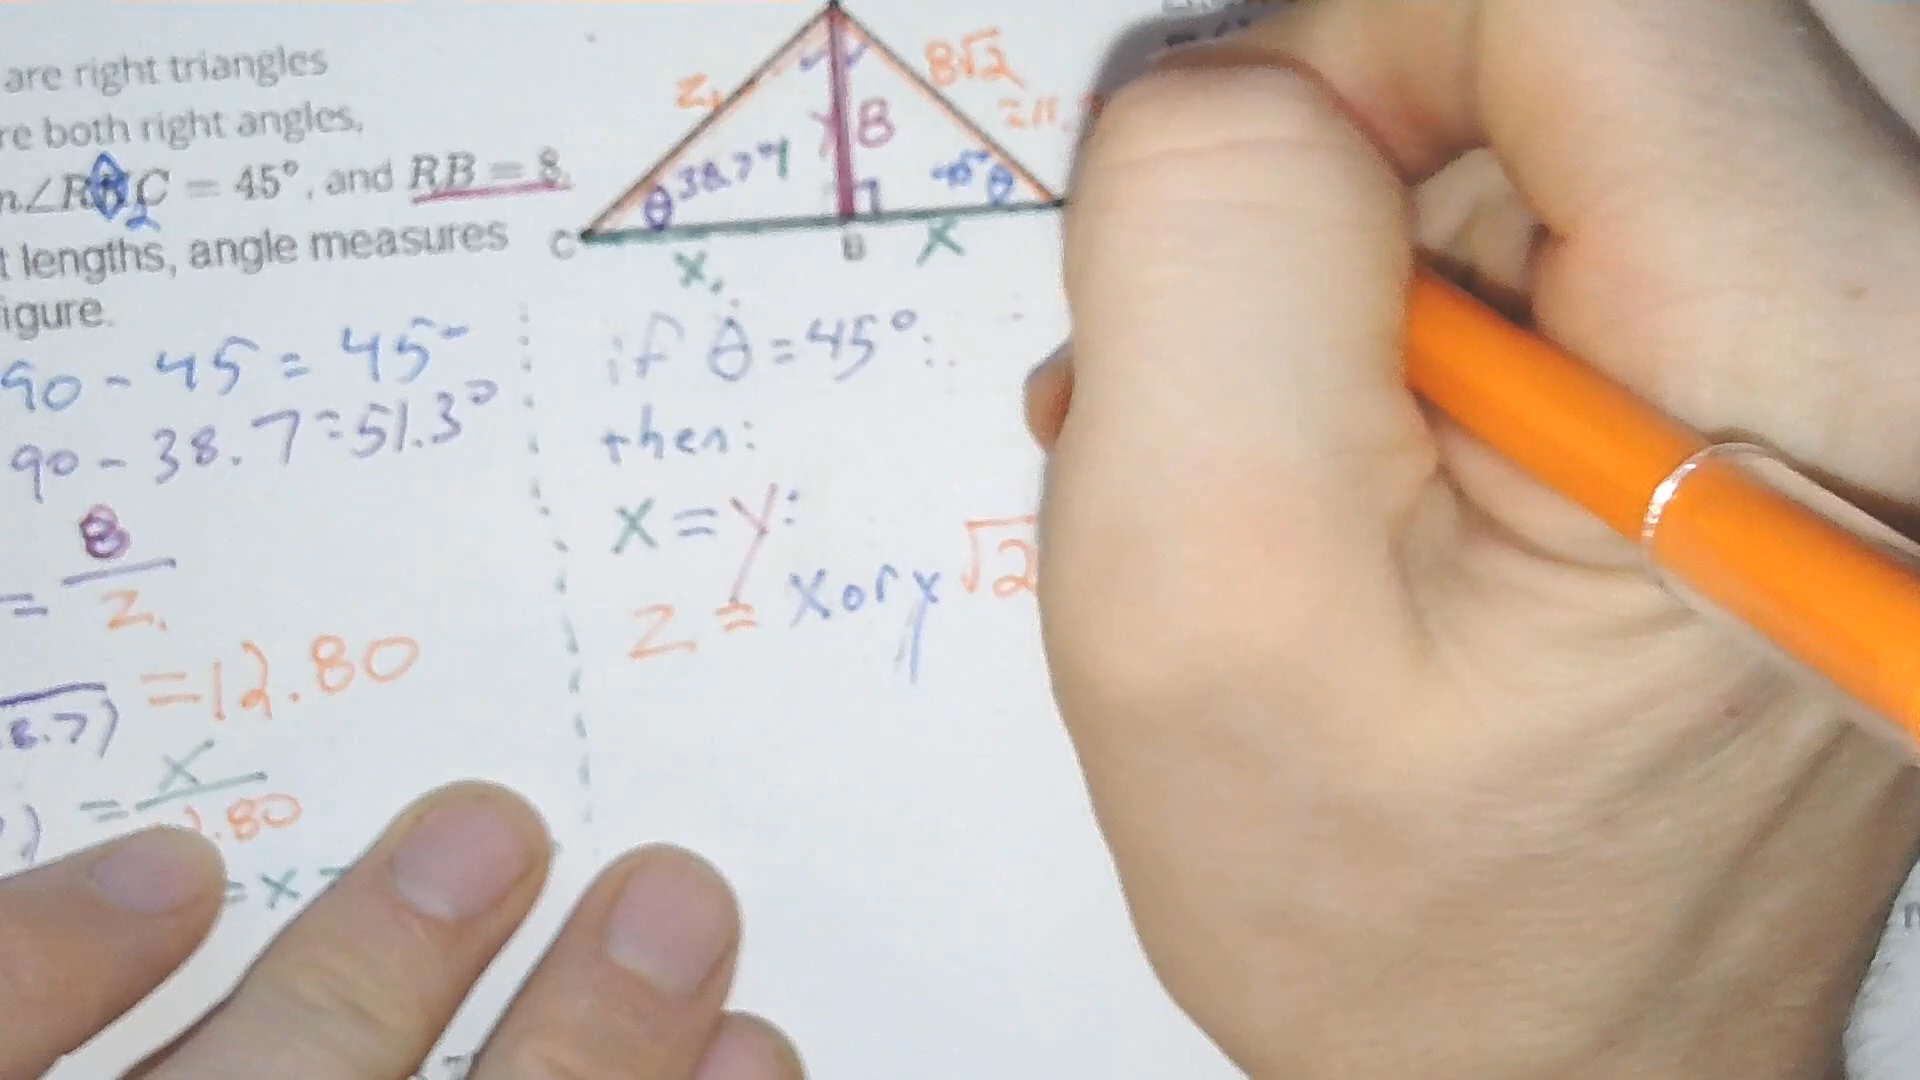 are right triangles
re both right angles,
∠R C = 45°, and RB = 8
t lengths, angle measures
igure.
8√2
8
38.7
θ
45° θ
C
B
x
x
90 - 45 = 45°
90 - 38.7 = 51.3°
= 8/z
= 12.80
8.7)
) = x/ .80
= x
if θ = 45°:
then:
x = y:
z = x or y √2